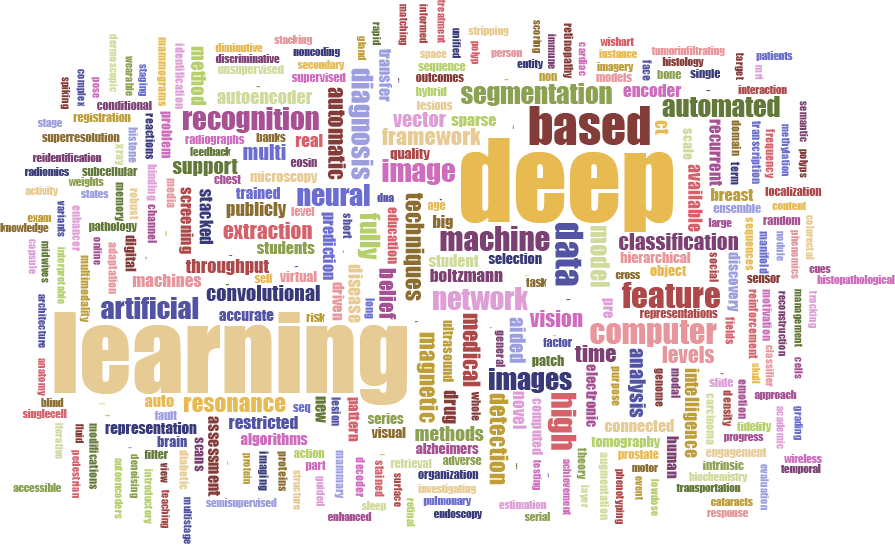 deep
learning
based
data
feature
high
machine
computer
network
image
images
neural
artificial
recognition
segmentation
automated
automatic
diagnosis
framework
encoder
autoencoder
method
transfer
vector
sparse
quality
hybrid
lesions
outcomes
sequence
space
supervised
secondary
unsupervised
discriminative
diminutive
stacking
noncoding
rapid
gland
matching
informed
treatment
unified
polyp
stripping
person
entity
scoring
immune
non
retinopathy
cardiac
wishart
instance
imagery
models
face
tumorinfiltrating
histology
bone
single
target
mri
patients
interaction
semantic
polyps
methylation
frequency
transcription
domain
term
recurrent
scale
ct
available
breast
localization
ensemble
content
large
random
colorectal
classification
hierarchical
object
cross
social
discovery
sequences
manifold
nodule
phenomics
cues
histopathological
sensor
representations
fields
reinforcement
motivation
classifier
reconstruction
management
tracking
cells
skull
levels
time
vision
model
pre
selection
task
boltzmann
student
big
age
techniques
education
dna
belief
fully
short
long
prediction
driven
disease
risk
virtual
self
students
extraction
publicly
level
trained
microscopy
multi
banks
real
eosin
feedback
radiographs
support
chest
stacked
screening
media
problem
reactions
binding
channel
identification
mammograms
staging
wearable
dermoscopic
pose
complex
spiking
conditional
registration
stage
superresolution
histone
xray
reidentification
radiomics
subcellular
weights
activity
states
memory
robust
exam
knowledge
variants
enhancer
pathology
online
digital
adaptation
capsule
midwives
interpretable
multimodality
throughput
machines
convolutional
accurate
architecture
anatomy
blind
singlecell
auto
fault
resonance
seq
new
lesion
pattern
series
visual
representation
restricted
algorithms
brain
scans
assessment
filter
iterative
fluid
pedestrian
modifications
accessible
autoencoders
denoising
introductory
view
teaching
diabetic
multistage
semisupervised
protein
imaging
proteins
structure
action
part
guided
mammary
decoder
stained
enhanced
sleep
surface
retrieval
retinal
investigating
pulmonary
endoscopy
organization
adverse
alzheimers
methods
magnetic
ultrasound
drug
medical
whole
general
aided
novel
detection
computed
testing
estimation
serial
factor
patch
electronic
purpose
analysis
genome
modal
intelligence
slide
carcinoma
density
emotion
approach
academic
grading
fidelity
progress
connected
tomography
human
theory
layer
achievement
augmentation
prostate
phenotyping
motor
event
lowdose
engagement
intrinsic
biochemistry
transportation
cataracts
response
evaluation
wireless
temporal